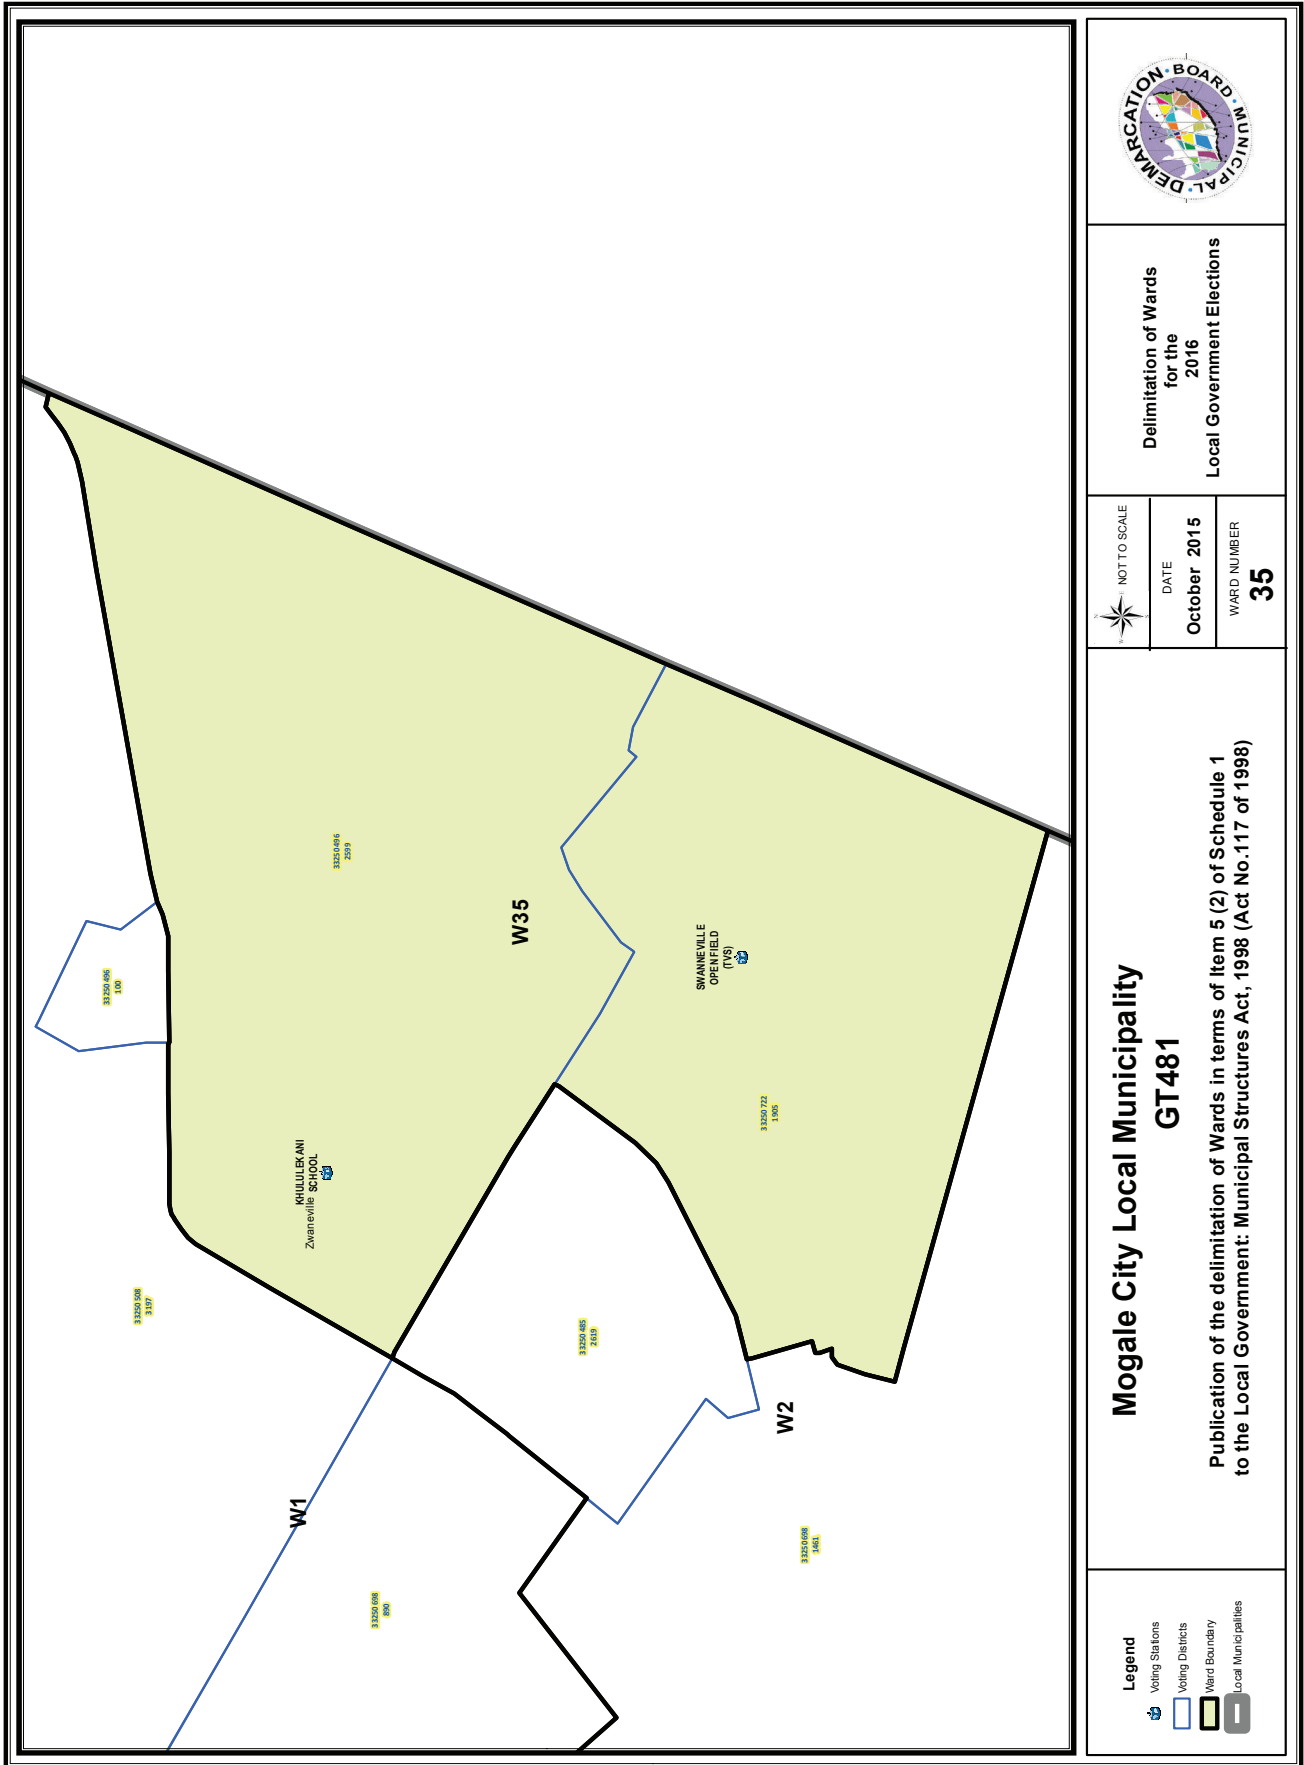 33250496
2599
33250496
100
W35
SWANNEVILLE
OPEN FIELD
(TVS)
KHULULEKANI
Zwaneville SCHOOL
33250722
1905
33250508
3197
33250485
2619
W2
W1
33250698
1461
33250698
890
DEMARCATION · BOARD · MUNICIPAL
Delimitation of Wards
for the
2016
Local Government Elections
N
W
E
S
NOT TO SCALE
DATE
October 2015
WARD NUMBER
35
Mogale City Local Municipality
GT481
Publication of the delimitation of Wards in terms of Item 5 (2) of Schedule 1
to the Local Government: Municipal Structures Act, 1998 (Act No.117 of 1998)
Legend
Voting Stations
Voting Districts
Ward Boundary
Local Municipalities